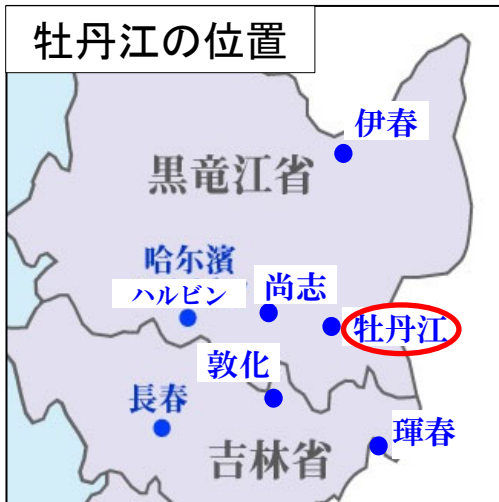 牡丹江の位置
伊春
黒竜江省
哈尔濱
ハルビン
尚志
牡丹江
敦化
長春
琿春
吉林省